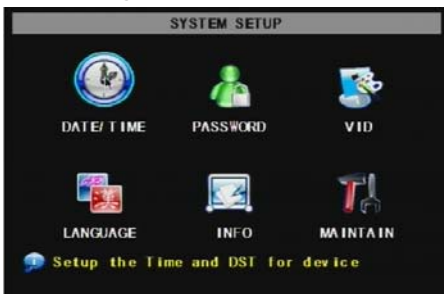 SYSTEM SETUP
DATE/TIME PASSWORD VID
LANGUAGE INFO MAINTAIN
Setup the Time and DST for device